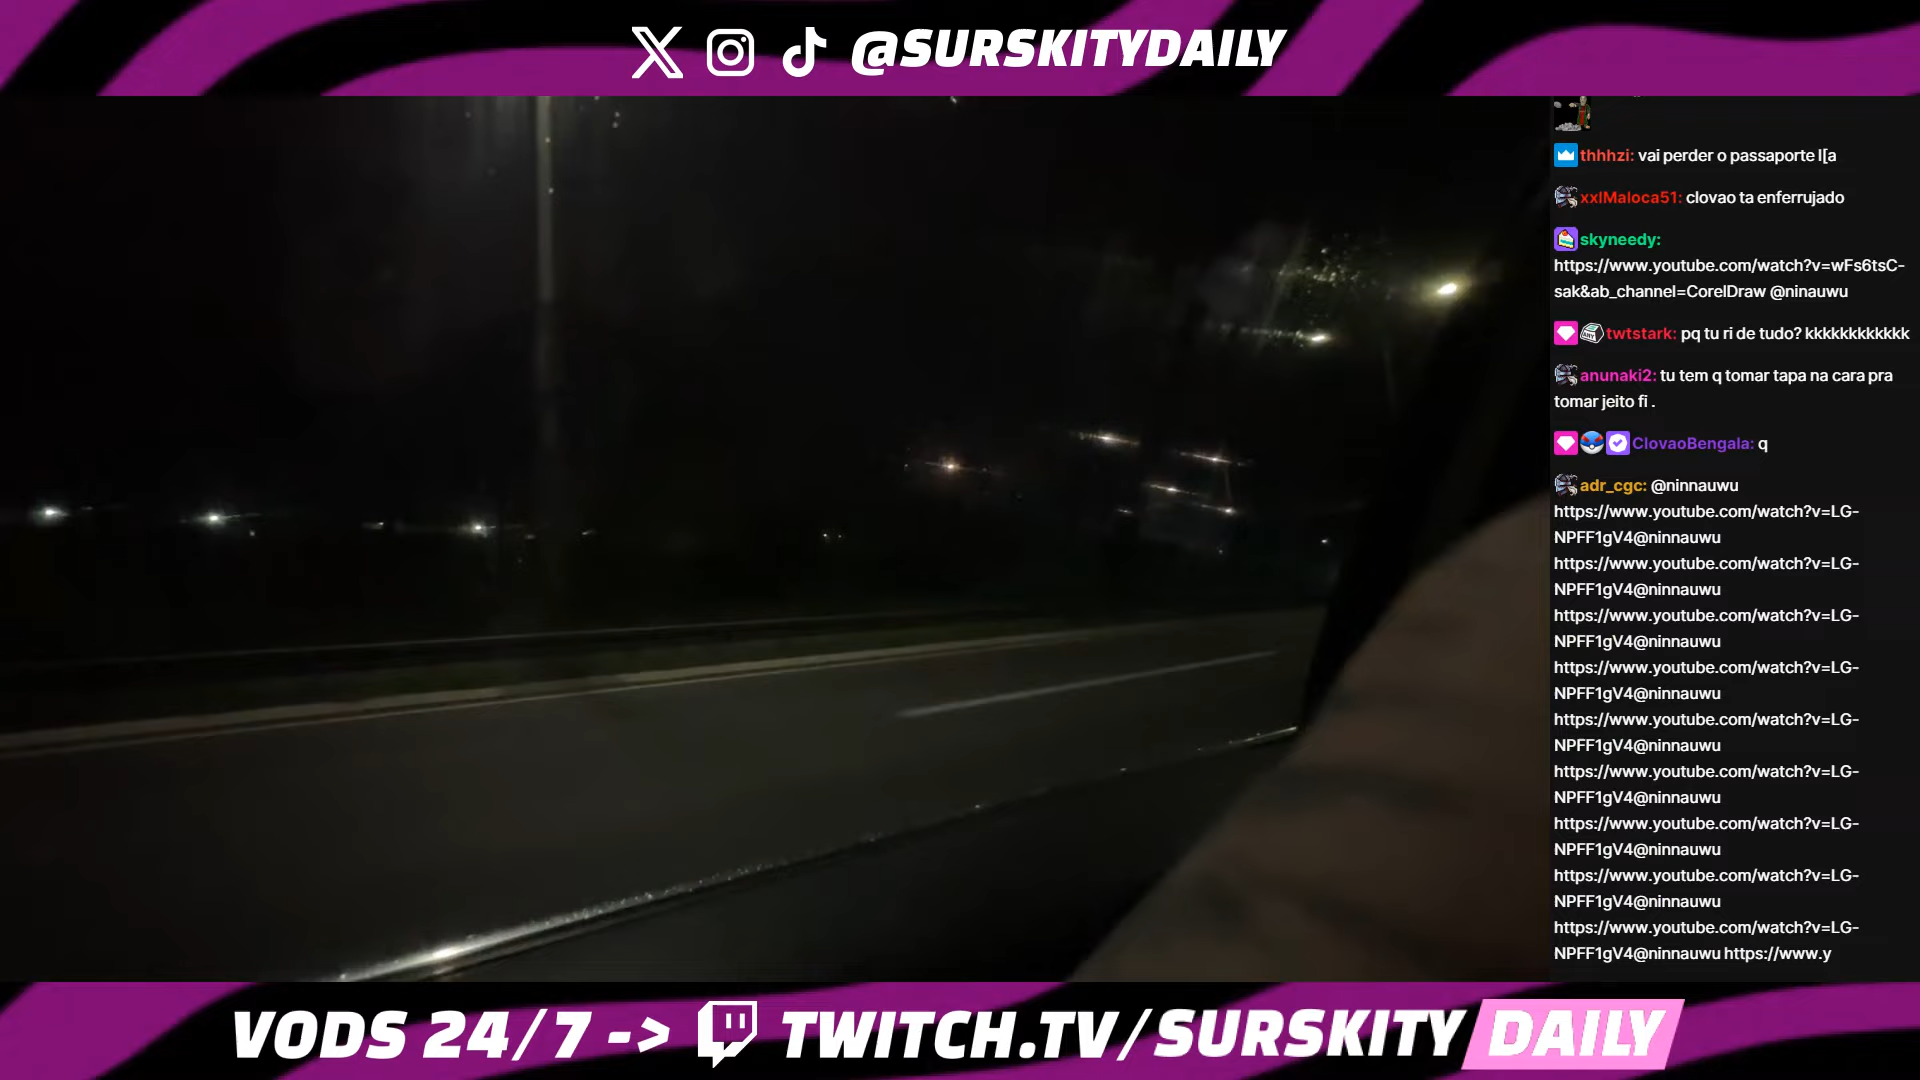 @SURSKITYDAILY
thhhzi: vai perder o passaporte l[a
xxlMaloca51: clovao ta enferrujado
skyneedy:
https://www.youtube.com/watch?v=wFs6tsC-
sak&ab_channel=CorelDraw @ninauwu
twtstark: pq tu ri de tudo? kkkkkkkkkkkk
anunaki2: tu tem q tomar tapa na cara pra
tomar jeito fi .
ClovaoBengala: q
adr_cgc: @ninnauwu
https://www.youtube.com/watch?v=LG-
NPFF1gV4@ninnauwu
https://www.youtube.com/watch?v=LG-
NPFF1gV4@ninnauwu
https://www.youtube.com/watch?v=LG-
NPFF1gV4@ninnauwu
https://www.youtube.com/watch?v=LG-
NPFF1gV4@ninnauwu
https://www.youtube.com/watch?v=LG-
NPFF1gV4@ninnauwu
https://www.youtube.com/watch?v=LG-
NPFF1gV4@ninnauwu
https://www.youtube.com/watch?v=LG-
NPFF1gV4@ninnauwu
https://www.youtube.com/watch?v=LG-
NPFF1gV4@ninnauwu
https://www.youtube.com/watch?v=LG-
NPFF1gV4@ninnauwu https://www.y
VODS 24/7 -> TWITCH.TV/SURSKITY DAILY